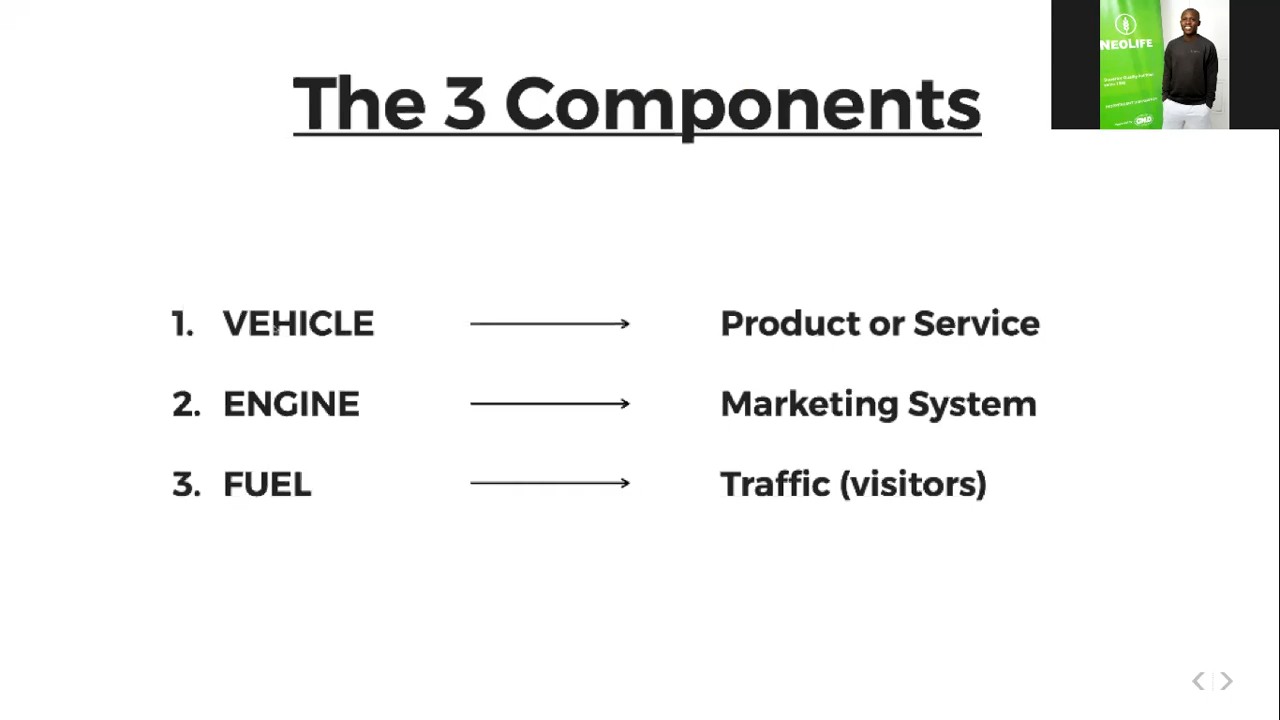 The 3 Components
NEOLIFE
1. VEHICLE Product or Service
2. ENGINE Marketing System
3. FUEL Traffic (visitors)